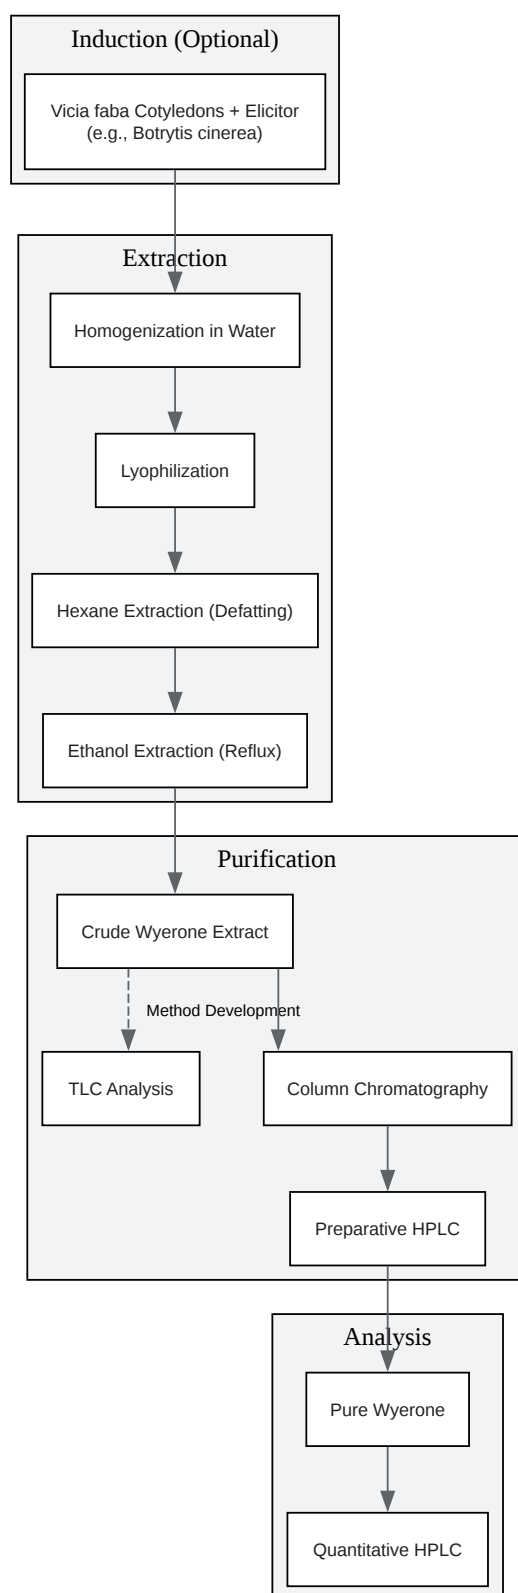 Induction (Optional)
Vicia faba Cotyledons + Elicitor
(e.g., Botrytis cinerea)
Extraction
Homogenization in Water
Lyophilization
Hexane Extraction (Defatting)
Ethanol Extraction (Reflux)
Purification
Crude Wyerone Extract
Method Development
TLC Analysis
Column Chromatography
Preparative HPLC
Analysis
Pure Wyerone
Quantitative HPLC